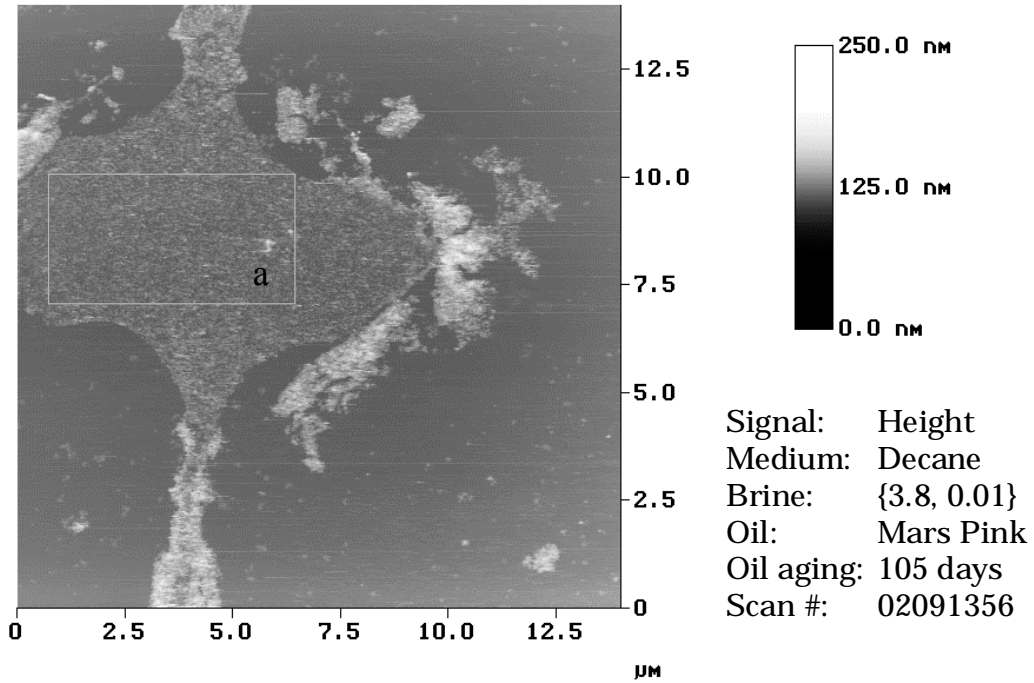 250.0 nM
12.5
10.0
125.0 nM
a
7.5
0.0 nM
5.0
Signal: Height
Medium: Decane
2.5
Brine: {3.8, 0.01}
Oil: Mars Pink
Oil aging: 105 days
0
Scan #: 02091356
0 2.5 5.0 7.5 10.0 12.5
µM